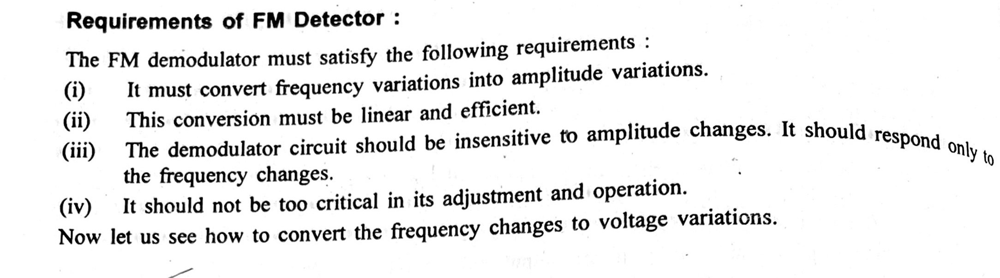 Requirements of FM Detector :
The FM demodulator must satisfy the following requirements :
(i) It must convert frequency variations into amplitude variations.
(ii) This conversion must be linear and efficient.
(iii) The demodulator circuit should be insensitive to amplitude changes. It should respond only to
the frequency changes.
(iv) It should not be too critical in its adjustment and operation.
Now let us see how to convert the frequency changes to voltage variations.